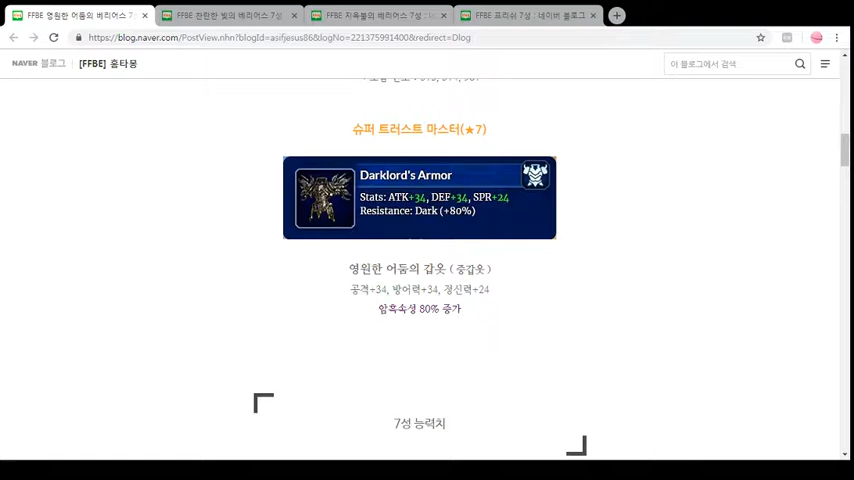 FFBE 영원한 어둠의 베리어스 7
FFBE 찬란한 빛의 베리어스 7성
FFBE 지옥불의 베리어스 7성 : 네
FFBE 프리쉬 7성 : 네이버 블로그
https://blog.naver.com/PostView.nhn?blogId=asifjesus86&logNo=221375991400&redirect=Dlog
NAVER 블로그 [FFBE] 홀타몽
이 블로그에서 검색
슈퍼 트러스트 마스터(★7)
Darklord's Armor
Stats: ATK+34, DEF+34, SPR+24
Resistance: Dark (+80%)
영원한 어둠의 갑옷 ( 중갑옷 )
공격+34, 방어력+34, 정신력+24
암흑속성 80% 증가
7성 능력치